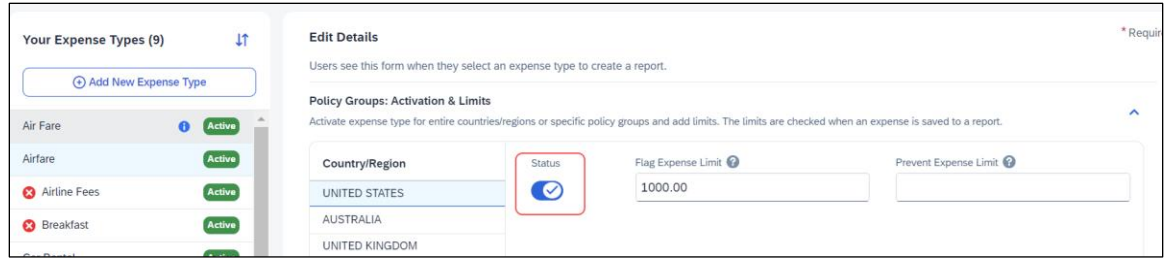 Your Expense Types (9)
Add New Expense Type
Air Fare Active
Airfare Active
Airline Fees Active
Breakfast Active
Edit Details
* Requir
Users see this form when they select an expense type to create a report.
Policy Groups: Activation & Limits
Activate expense type for entire countries/regions or specific policy groups and add limits. The limits are checked when an expense is saved to a report.
Country/Region
UNITED STATES
AUSTRALIA
UNITED KINGDOM
Status
Flag Expense Limit ?
1000.00
Prevent Expense Limit ?